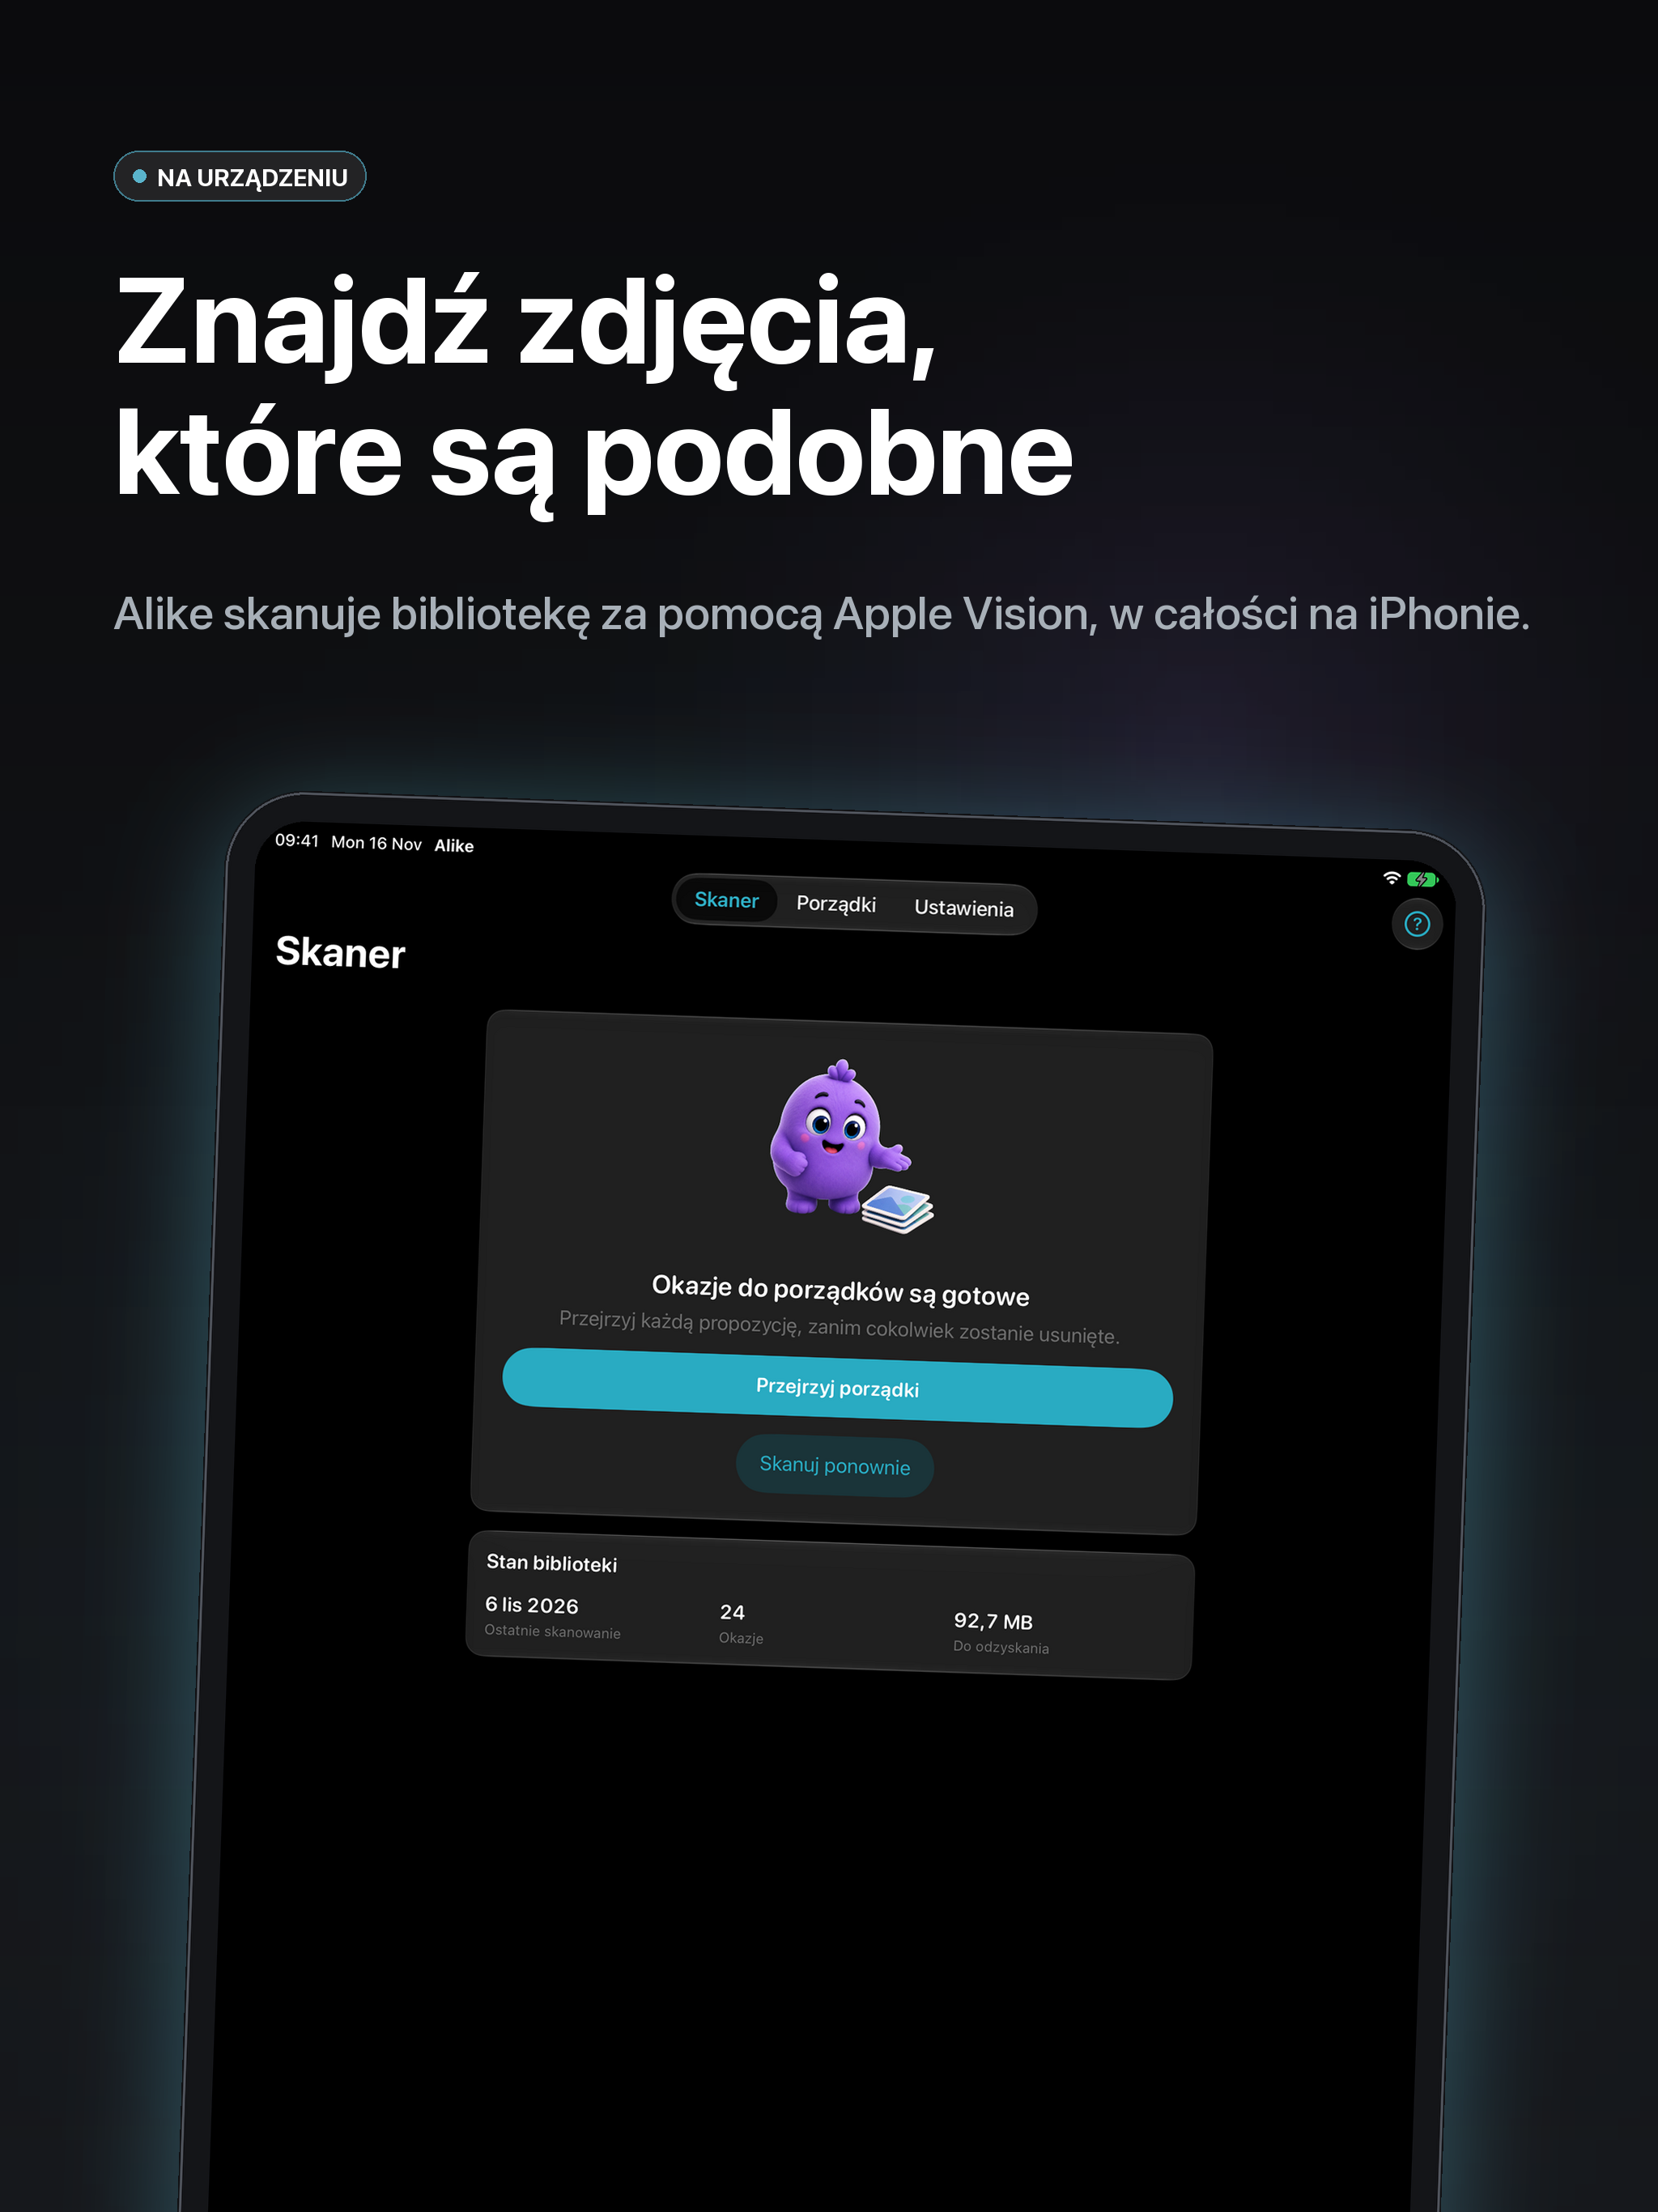 NA URZĄDZENIU
Znajdź zdjęcia,
które są podobne
Alike skanuje bibliotekę za pomocą Apple Vision, w całości na iPhonie.
09:41 Mon 16 Nov Alike
Skaner Porządki Ustawienia
?
Skaner
Okazje do porządków są gotowe
Przejrzyj każdą propozycję, zanim cokolwiek zostanie usunięte.
Przejrzyj porządki
Skanuj ponownie
Stan biblioteki
6 lis 2026 24 92,7 MB
Ostatnie skanowanie Okazje Do odzyskania